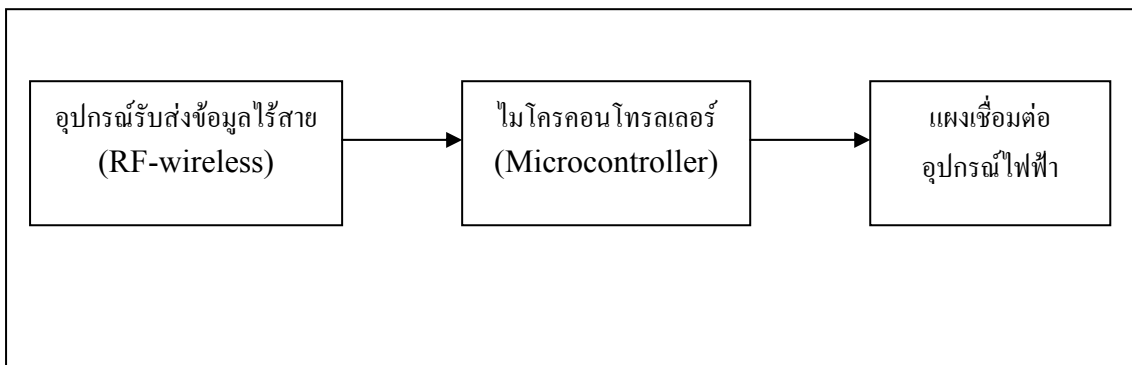 อุปกรณ์รับส่งข้อมูลไร้สาย
(RF-wireless)
ไมโครคอนโทรลเลอร์
(Microcontroller)
แผงเชื่อมต่อ
อุปกรณ์ไฟฟ้า